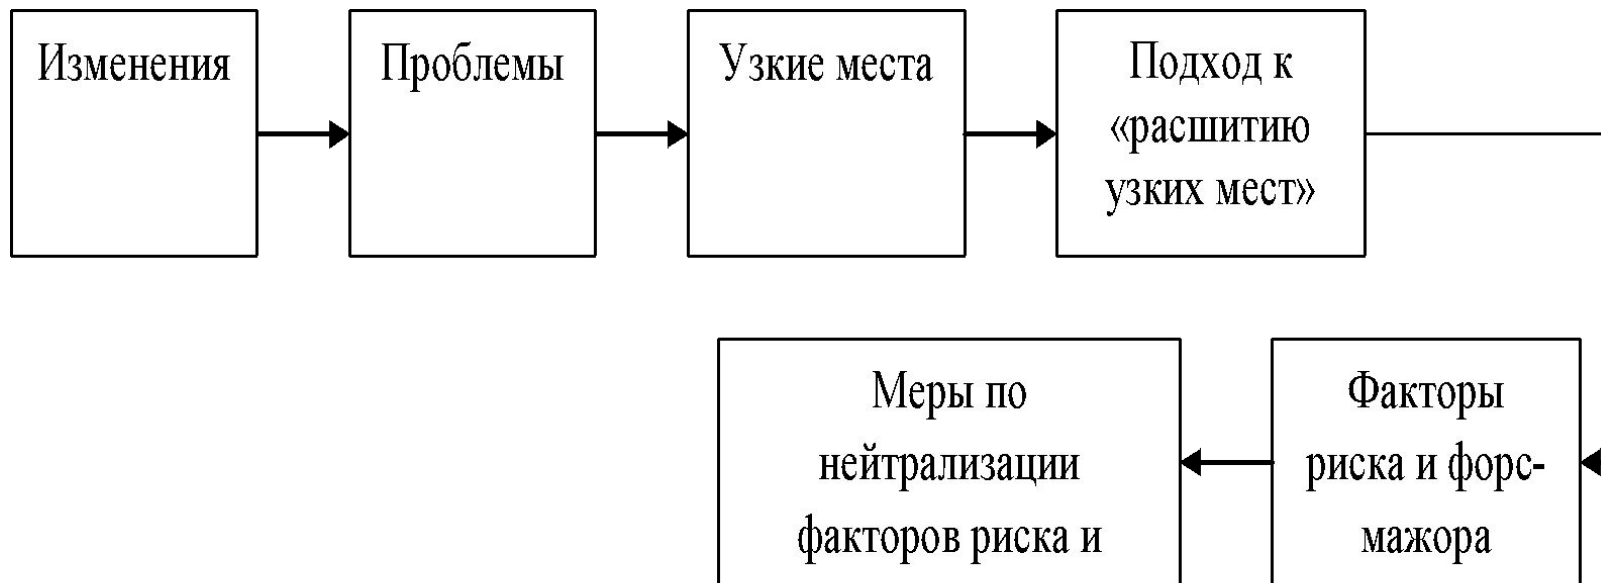 Изменения
Проблемы
Узкие места
Подход к
«расшитию
узких мест»
Факторы
риска и форс-
мажора
Меры по
нейтрализации
факторов риска и